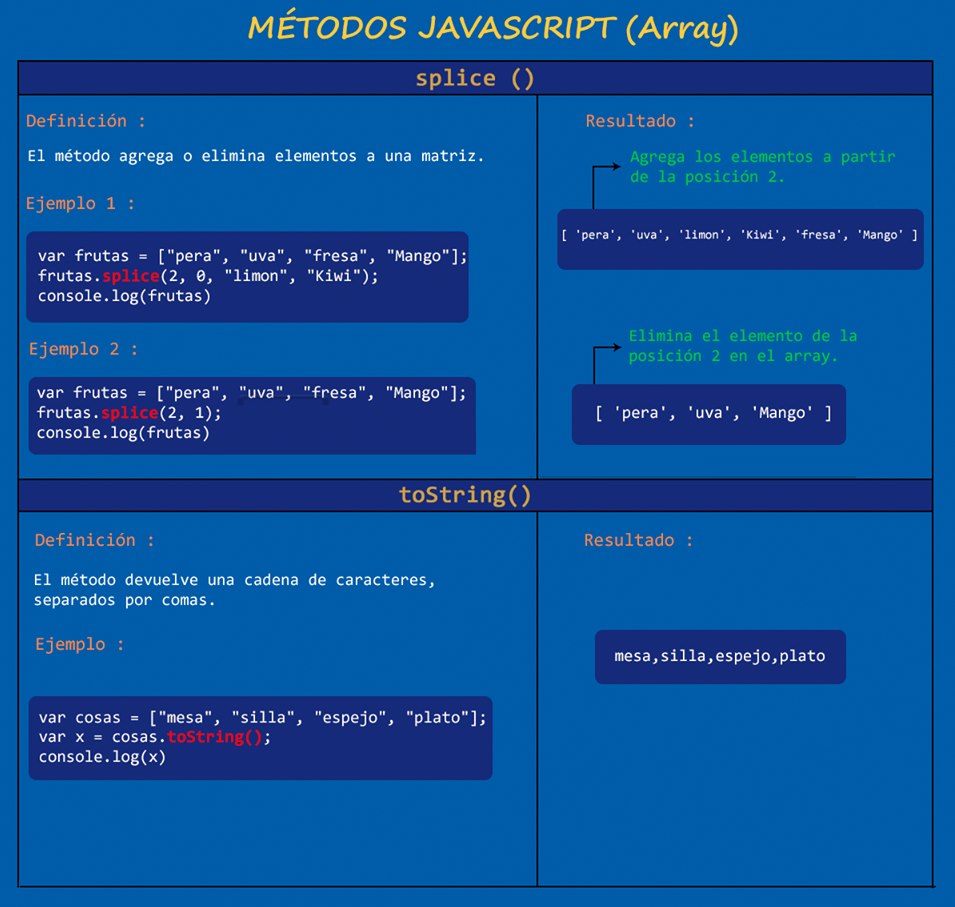 MÉTODOS JAVASCRIPT (Array)
splice ()
Definición :
El método agrega o elimina elementos a una matriz.
Ejemplo 1 :
var frutas = ["pera", "uva", "fresa", "Mango"];
frutas.splice(2, 0, "limon", "Kiwi");
console.log(frutas)
Ejemplo 2 :
var frutas = ["pera", "uva", "fresa", "Mango"];
frutas.splice(2, 1);
console.log(frutas)
Resultado :
Agrega los elementos a partir
de la posición 2.
[ 'pera', 'uva', 'limon', 'Kiwi', 'fresa', 'Mango' ]
Elimina el elemento de la
posición 2 en el array.
[ 'pera', 'uva', 'Mango' ]
toString()
Definición :
El método devuelve una cadena de caracteres,
separados por comas.
Ejemplo :
var cosas = ["mesa", "silla", "espejo", "plato"];
var x = cosas.toString();
console.log(x)
Resultado :
mesa,silla,espejo,plato